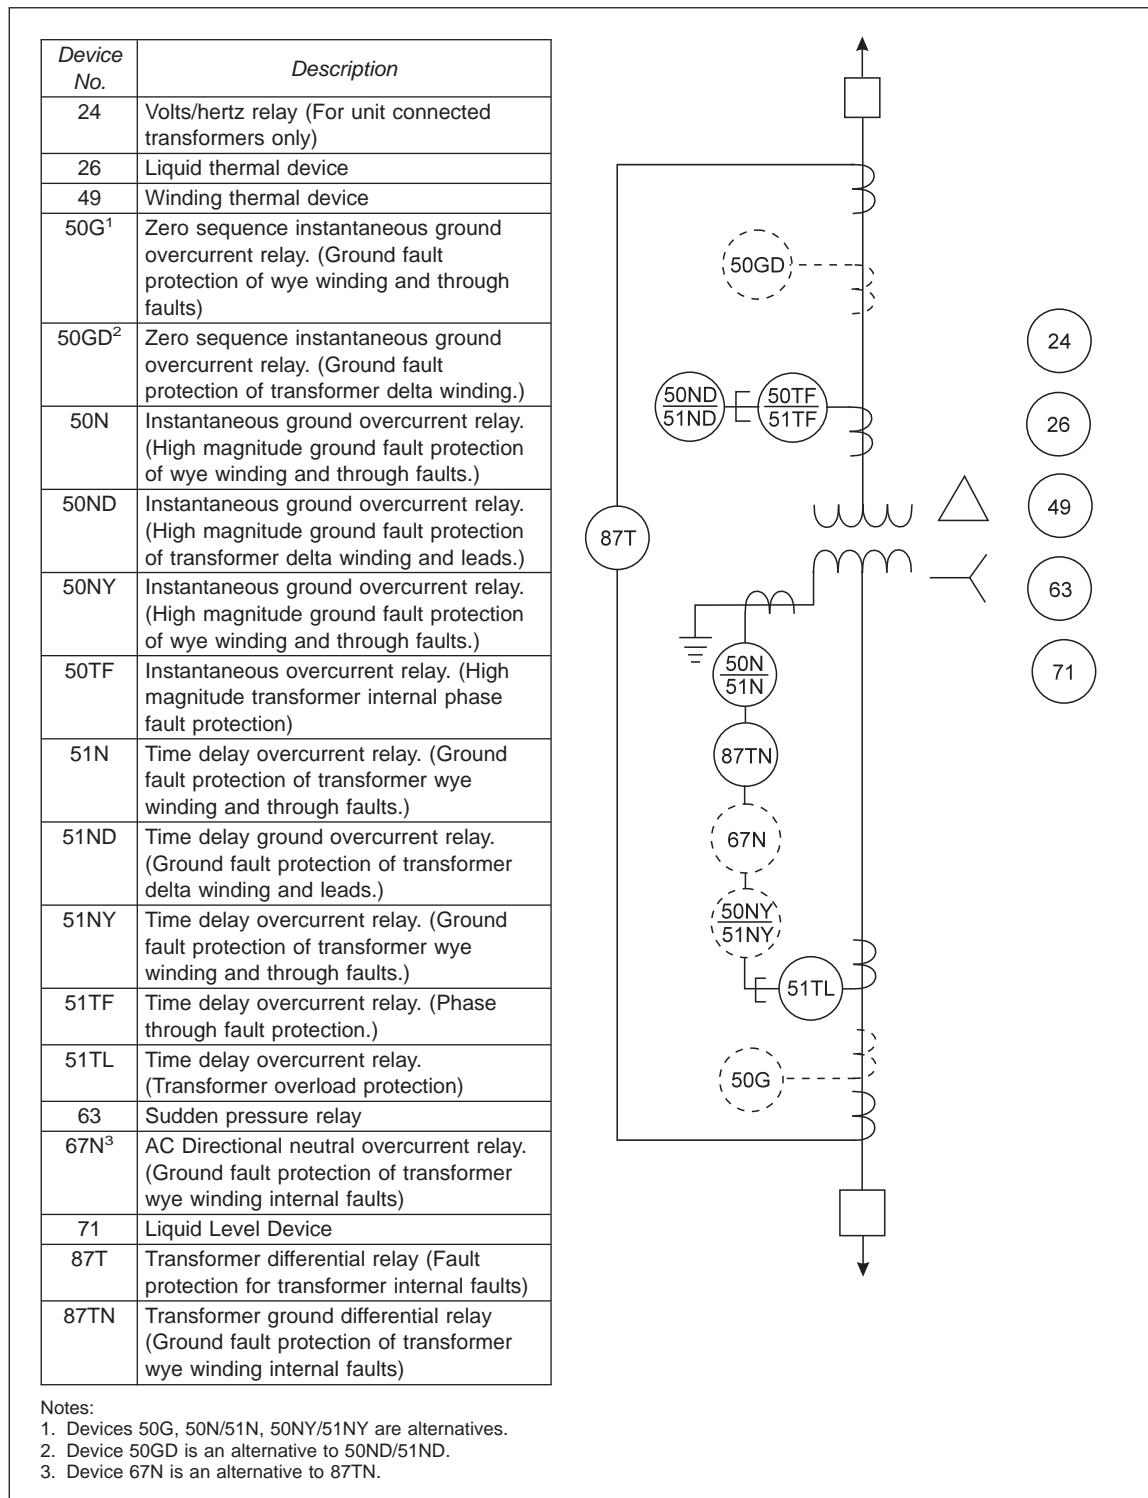 Device No.
Description
24
Volts/hertz relay (For unit connected
transformers only)
26
Liquid thermal device
49
Winding thermal device
50G1
Zero sequence instantaneous ground
overcurrent relay. (Ground fault
protection of wye winding and through
faults)
50GD2
Zero sequence instantaneous ground
overcurrent relay. (Ground fault
protection of transformer delta winding.)
50N
Instantaneous ground overcurrent relay.
(High magnitude ground fault protection
of wye winding and through faults.)
50ND
Instantaneous ground overcurrent relay.
(High magnitude ground fault protection
of transformer delta winding and leads.)
50NY
Instantaneous ground overcurrent relay.
(High magnitude ground fault protection
of wye winding and through faults.)
50TF
Instantaneous overcurrent relay. (High
magnitude transformer internal phase
fault protection)
51N
Time delay overcurrent relay. (Ground
fault protection of transformer wye
winding and through faults.)
51ND
Time delay ground overcurrent relay.
(Ground fault protection of transformer
delta winding and leads.)
51NY
Time delay overcurrent relay. (Ground
fault protection of transformer wye
winding and through faults.)
51TF
Time delay overcurrent relay. (Phase
through fault protection.)
51TL
Time delay overcurrent relay.
(Transformer overload protection)
63
Sudden pressure relay
67N3
AC Directional neutral overcurrent relay.
(Ground fault protection of transformer
wye winding internal faults)
71
Liquid Level Device
87T
Transformer differential relay (Fault
protection for transformer internal faults)
87TN
Transformer ground differential relay
(Ground fault protection of transformer
wye winding internal faults)
Notes:
1. Devices 50G, 50N/51N, 50NY/51NY are alternatives.
2. Device 50GD is an alternative to 50ND/51ND.
3. Device 67N is an alternative to 87TN.
50GD
50ND
51ND
50TF
51TF
87T
50N
51N
87TN
67N
50NY
51NY
51TL
50G
24
26
49
63
71